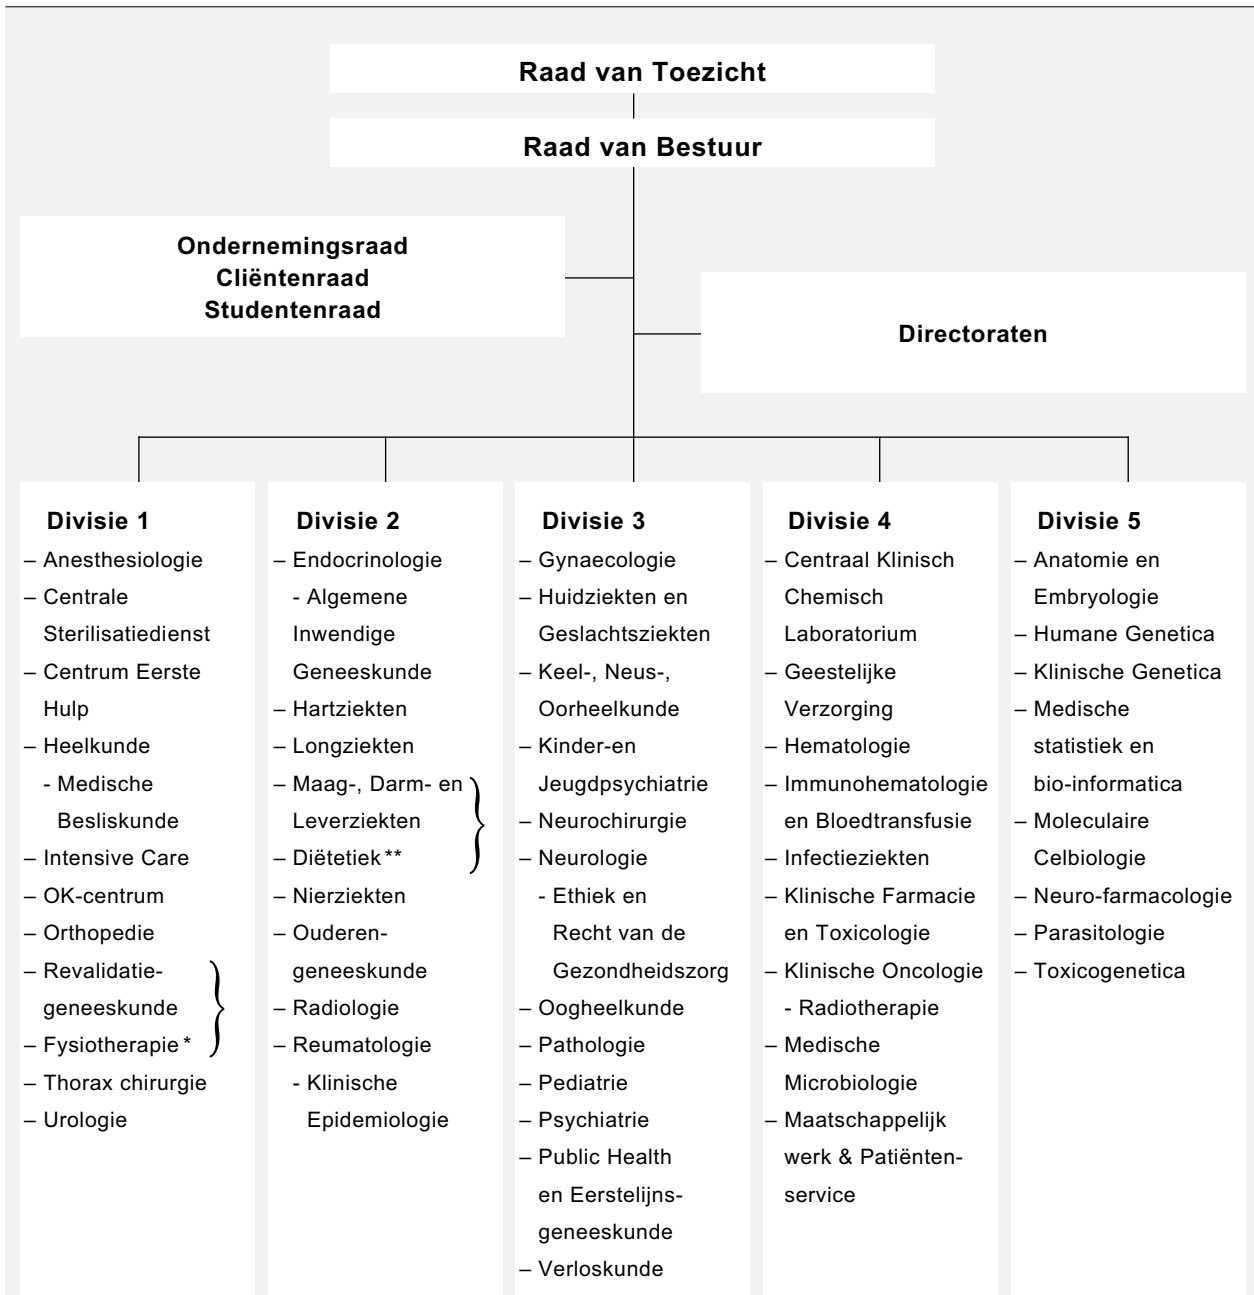 Raad van Toezicht
Raad van Bestuur
Ondernemingsraad
Cliëntenraad
Studentenraad
Directoraten
Divisie 1
– Anesthesiologie
– Centrale
Sterilisatiedienst
– Centrum Eerste
Hulp
– Heelkunde
- Medische
Besliskunde
– Intensive Care
– OK-centrum
– Orthopedie
– Revalidatie-
geneeskunde
– Fysiotherapie *
– Thorax chirurgie
– Urologie
Divisie 2
– Endocrinologie
- Algemene
Inwendige
Geneeskunde
– Hartziekten
– Longziekten
– Maag-, Darm- en
Leverziekten
– Diëtetiek **
– Nierziekten
– Ouderen-
geneeskunde
– Radiologie
– Reumatologie
- Klinische
Epidemiologie
Divisie 3
– Gynaecologie
– Huidziekten en
Geslachtsziekten
– Keel-, Neus-,
Oorheelkunde
– Kinder-en
Jeugdpsychiatrie
– Neurochirurgie
– Neurologie
- Ethiek en
Recht van de
Gezondheidszorg
– Oogheelkunde
– Pathologie
– Pediatrie
– Psychiatrie
– Public Health
en Eerstelijns-
geneeskunde
– Verloskunde
Divisie 4
– Centraal Klinisch
Chemisch
Laboratorium
– Geestelijke
Verzorging
– Hematologie
– Immunohematologie
en Bloedtransfusie
– Infectieziekten
– Klinische Farmacie
en Toxicologie
– Klinische Oncologie
- Radiotherapie
– Medische
Microbiologie
– Maatschappelijk
werk & Patiënten-
service
Divisie 5
– Anatomie en
Embryologie
– Humane Genetica
– Klinische Genetica
– Medische
statistiek en
bio-informatica
– Moleculaire
Celbiologie
– Neuro-farmacologie
– Parasitologie
– Toxicogenetica